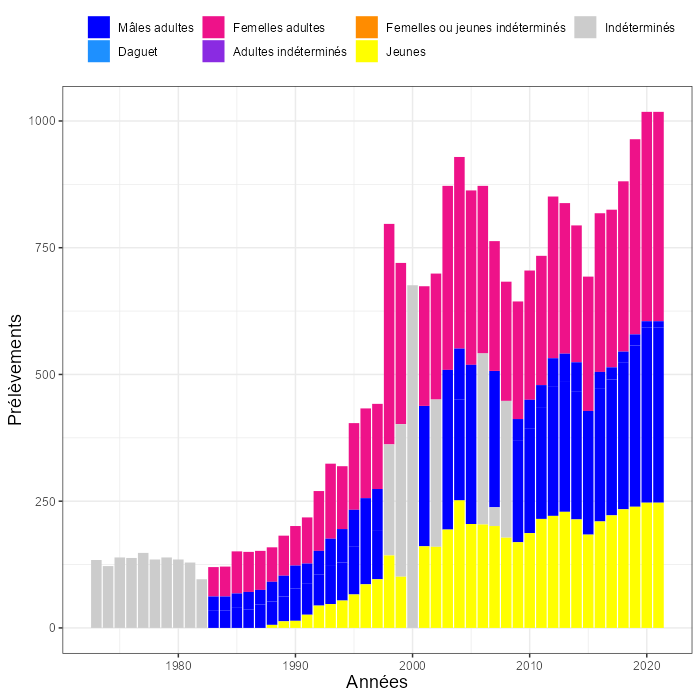 Mâles adultes Femelles adultes Femelles ou jeunes indéterminés Indéterminés
Daguet Adultes indéterminés Jeunes
1000
750
500
250
0
Prélèvements
1980 1990 2000 2010 2020
Années